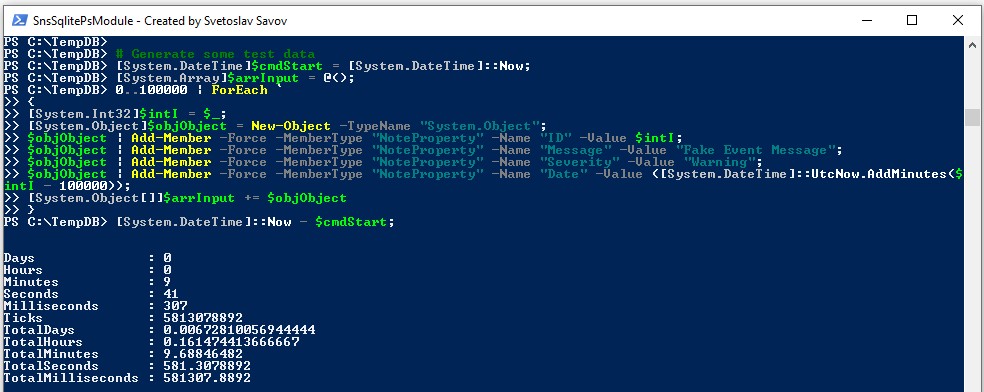 SnsSqlitePsModule - Created by Svetoslav Savov
PS C:\TempDB>
PS C:\TempDB> # Generate some test data
PS C:\TempDB> [System.DateTime]$cmdStart = [System.DateTime]::Now;
PS C:\TempDB> [System.Array]$arrInput = @();
PS C:\TempDB> 0..100000 | ForEach `
>> {
>> [System.Int32]$intI = $_;
>> [System.Object]$objObject = New-Object -TypeName "System.Object";
>> $objObject | Add-Member -Force -MemberType "NoteProperty" -Name "ID" -Value $intI;
>> $objObject | Add-Member -Force -MemberType "NoteProperty" -Name "Message" -Value "Fake Event Message";
>> $objObject | Add-Member -Force -MemberType "NoteProperty" -Name "Severity" -Value "Warning";
>> $objObject | Add-Member -Force -MemberType "NoteProperty" -Name "Date" -Value ([System.DateTime]::UtcNow.AddMinutes($
intI - 100000));
>> [System.Object[]]$arrInput += $objObject
>> }
PS C:\TempDB> [System.DateTime]::Now - $cmdStart;
Days : 0
Hours : 0
Minutes : 9
Seconds : 41
Milliseconds : 307
Ticks : 5813078892
TotalDays : 0.00672810056944444
TotalHours : 0.161474413666667
TotalMinutes : 9.68846482
TotalSeconds : 581.3078892
TotalMilliseconds : 581307.8892